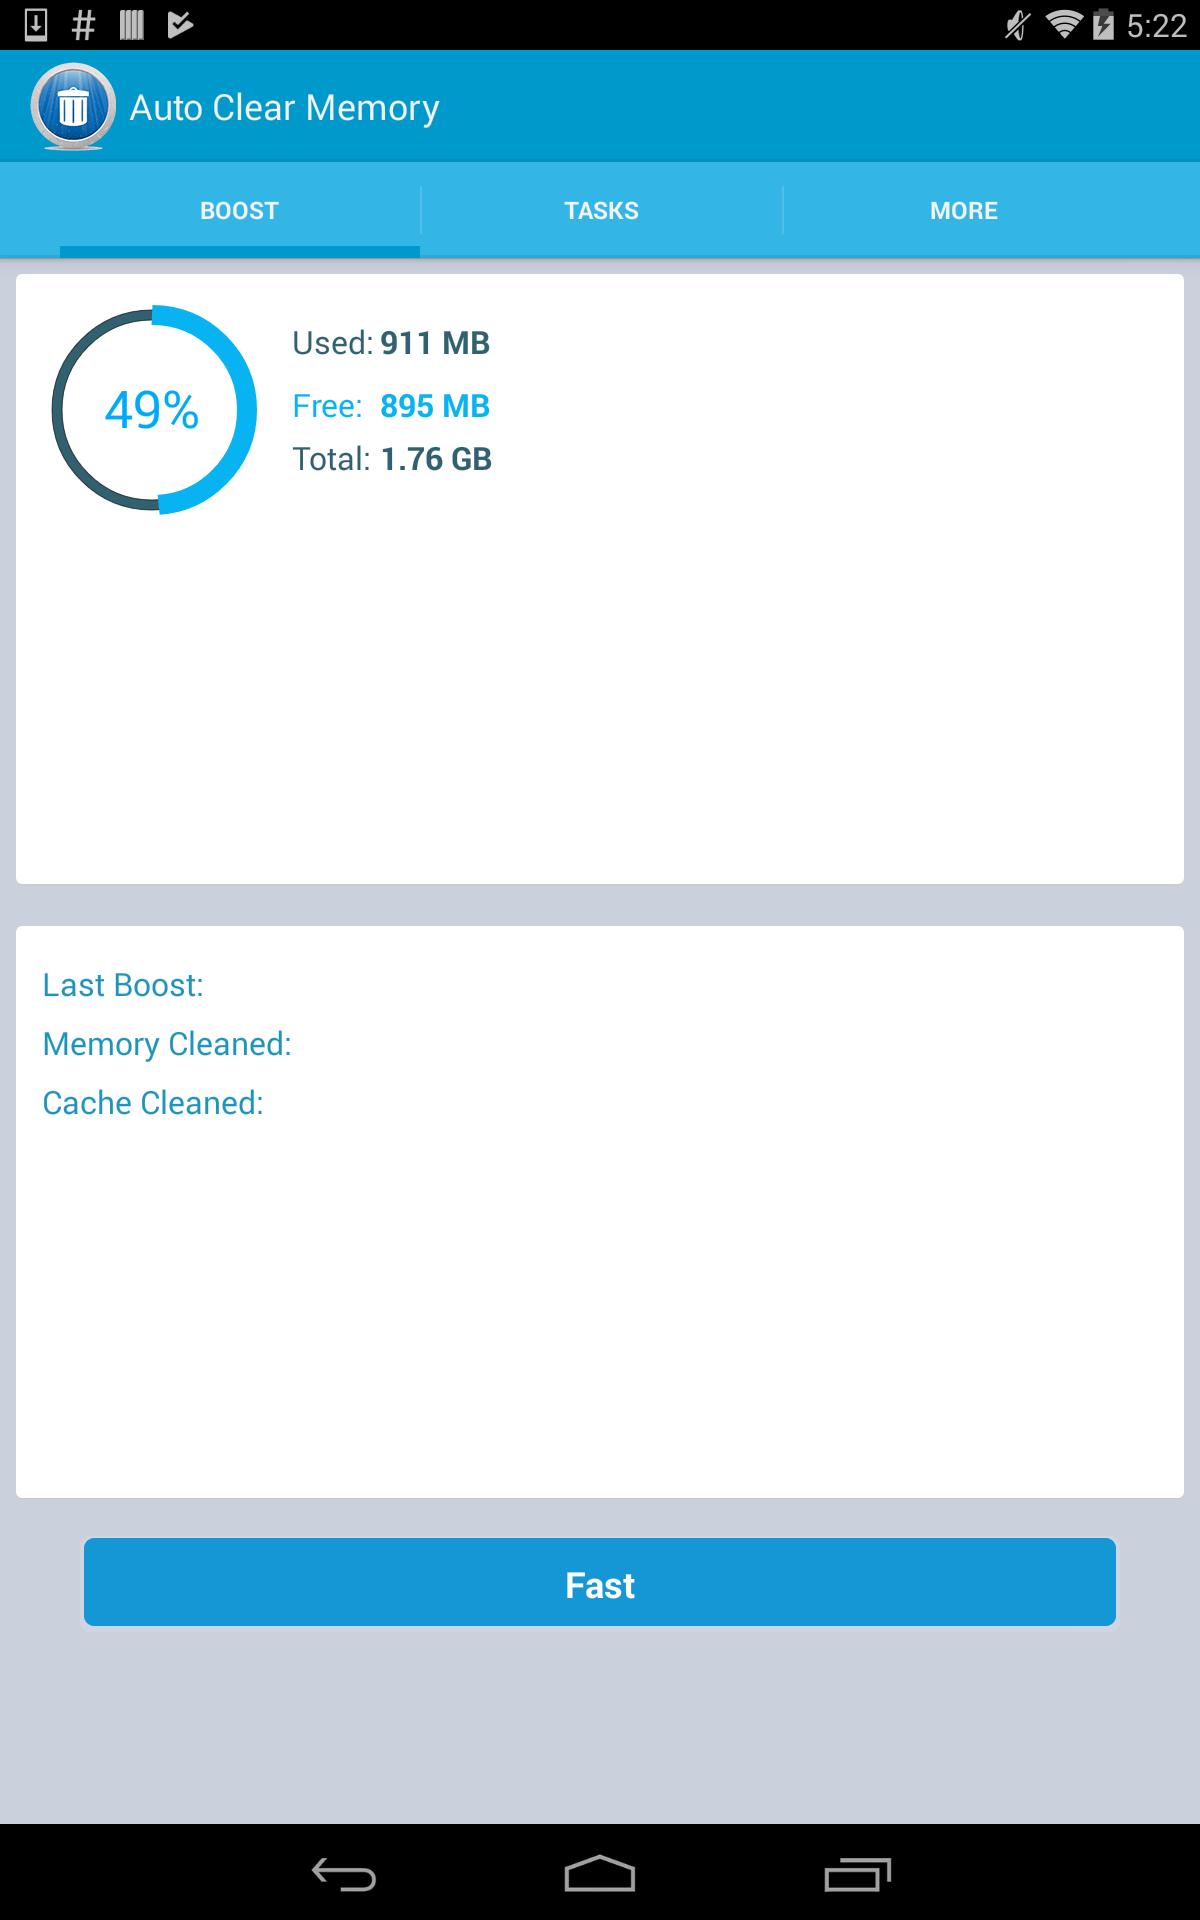 # 5:22
Auto Clear Memory
BOOST TASKS MORE
49%
Used: 911 MB
Free: 895 MB
Total: 1.76 GB
Last Boost:
Memory Cleaned:
Cache Cleaned:
Fast